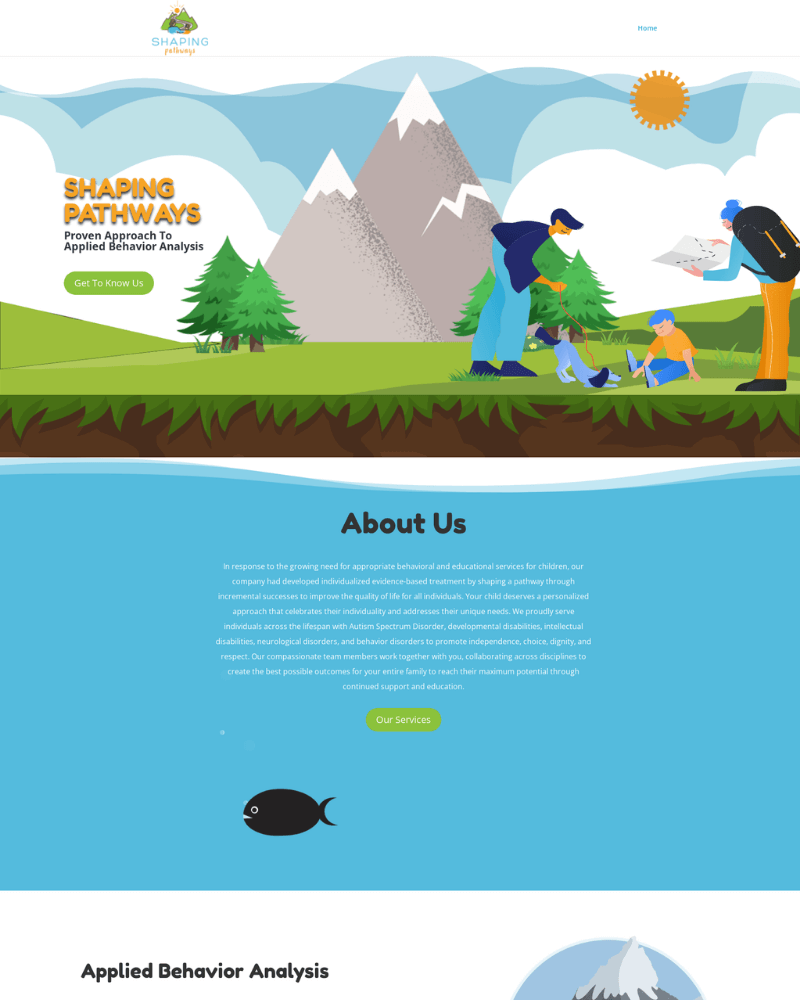 SHAPING
pathways
Home
SHAPING
PATHWAYS
Proven Approach To
Applied Behavior Analysis
Get To Know Us
About Us
In response to the growing need for appropriate behavioral and educational services for children, our
company had developed individualized evidence-based treatment by shaping a pathway through
incremental successes to improve the quality of life for all individuals. Your child deserves a personalized
approach that celebrates their individuality and addresses their unique needs. We proudly serve
individuals across the lifespan with Autism Spectrum Disorder, developmental disabilities, intellectual
disabilities, neurological disorders, and behavior disorders to promote independence, choice, dignity, and
respect. Our compassionate team members work together with you, collaborating across disciplines to
create the best possible outcomes for your entire family to reach their maximum potential through
continued support and education.
Our Services
Applied Behavior Analysis